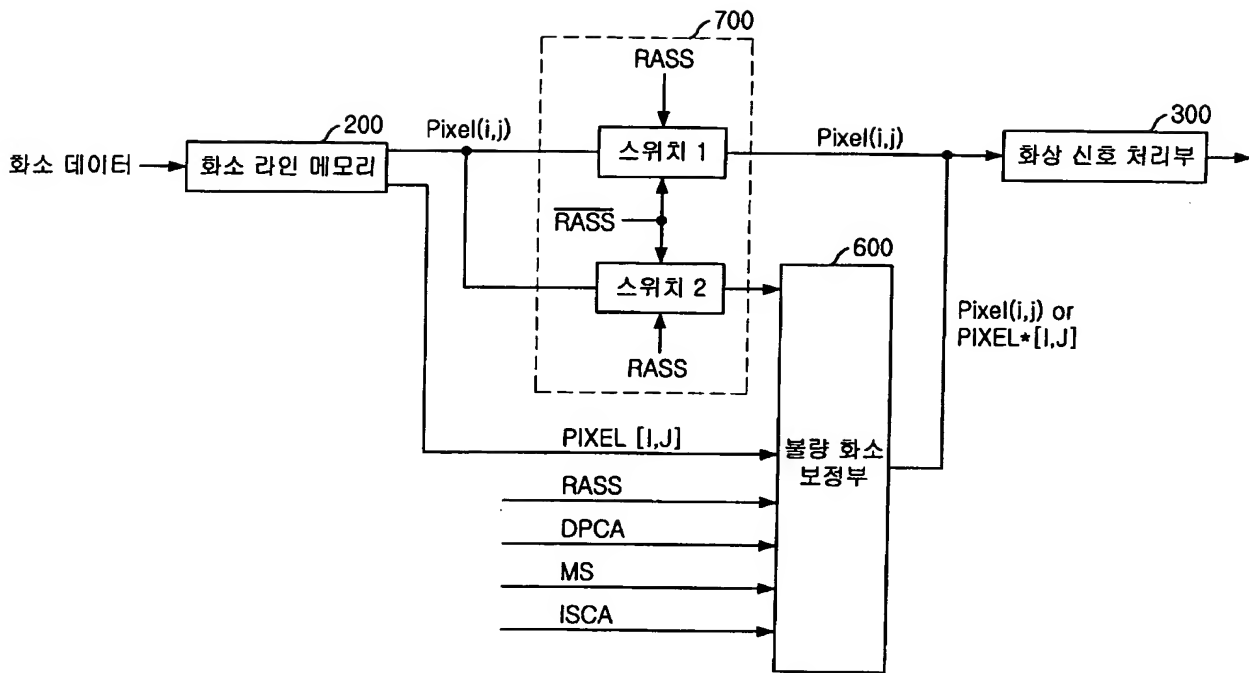 700
RASS
200
Pixel(i,j)
Pixel(i,j)
300
화소 데이터
화소 라인 메모리
스위치 1
화상 신호 처리부
RASS
600
스위치 2
Pixel(i,j) or
PIXEL*[I,J]
RASS
PIXEL [I,J]
불량 화소
보정부
RASS
DPCA
MS
ISCA